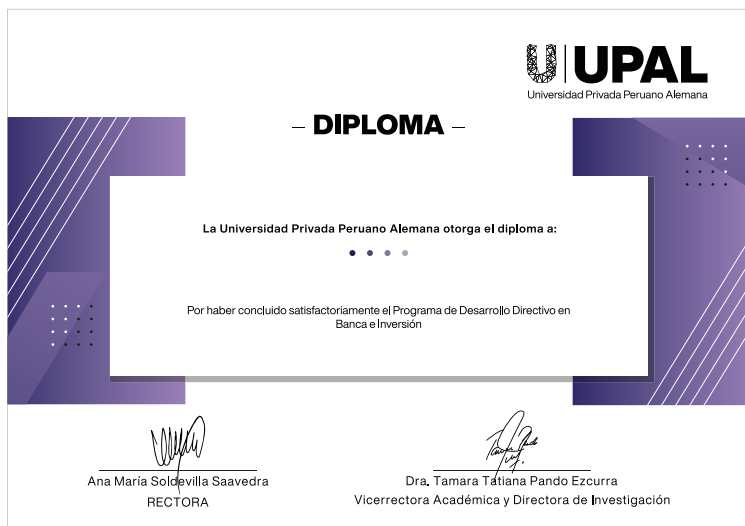 UPAL
Universidad Privada Peruano Alemana
– DIPLOMA –
La Universidad Privada Peruano Alemana otorga el diploma a:
Por haber concluido satisfactoriamente el Programa de Desarrollo Directivo en
Banca e Inversión
Ana María Soldevilla Saavedra
RECTORA
Dra. Tamara Tatiana Pando Ezcurra
Vicerrectora Académica y Directora de Investigación